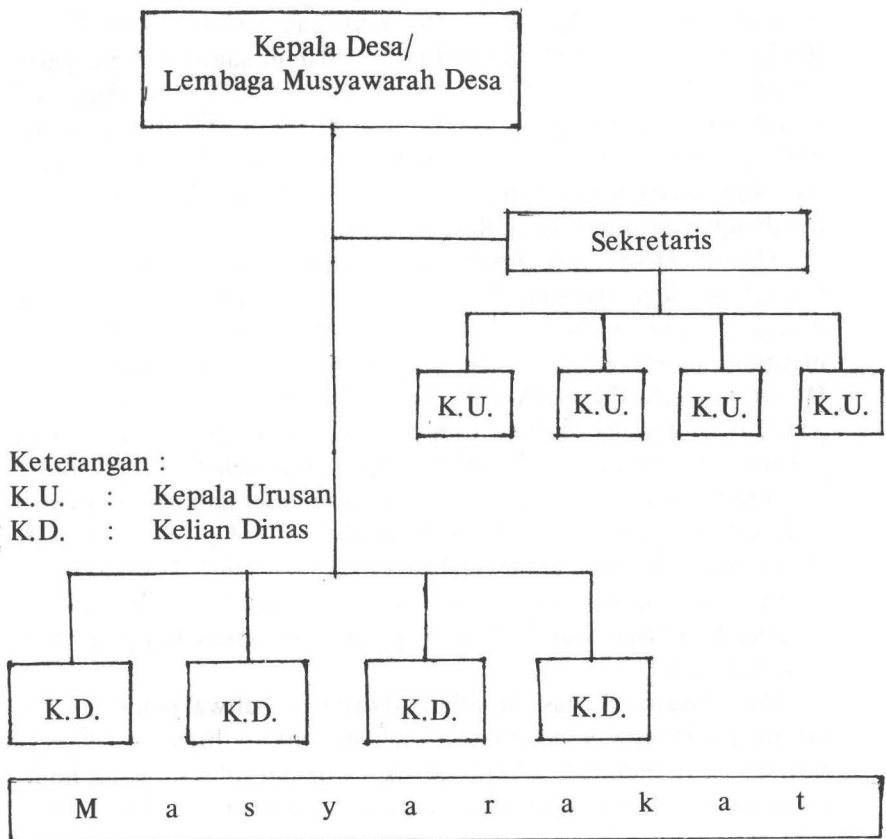 Kepala Desa/
Lembaga Musyawarah Desa
Sekretaris
K.U. K.U. K.U. K.U.
Keterangan :
K.U. : Kepala Urusan
K.D. : Kelian Dinas
K.D. K.D. K.D. K.D.
M a s y a r a k a t